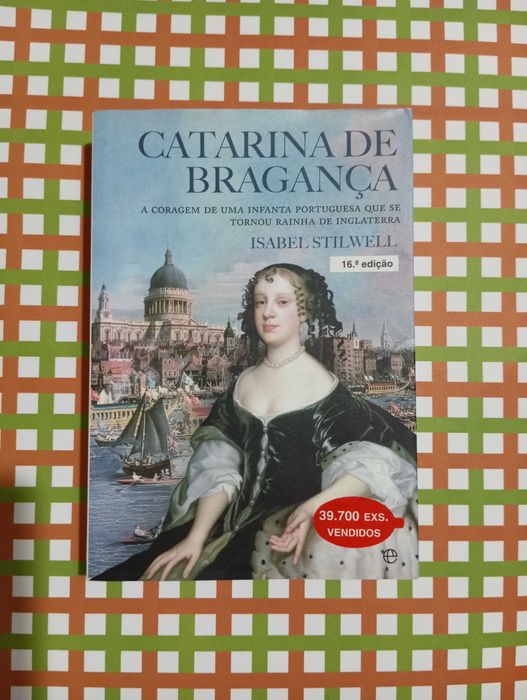 CATARINA DE
BRAGANÇA
A CORAGEM DE UMA INFANTA PORTUGUESA QUE SE
TORNOU RAINHA DE INGLATERRA
ISABEL STILWELL
16.ª edição
39.700 EXS.
VENDIDOS